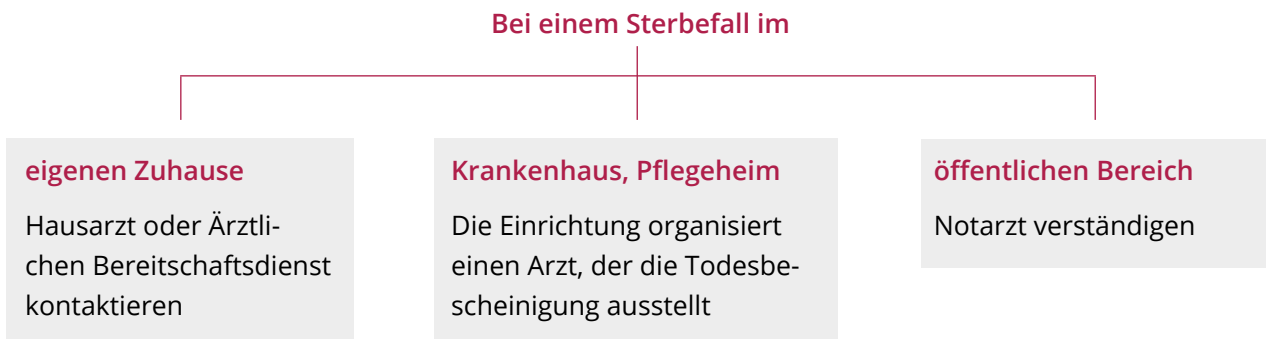 Bei einem Sterbefall im
eigenen Zuhause
Hausarzt oder Ärztli-
chen Bereitschaftsdienst
kontaktieren
Krankenhaus, Pflegeheim
Die Einrichtung organisiert
einen Arzt, der die Todesbe-
scheinigung ausstellt
öffentlichen Bereich
Notarzt verständigen